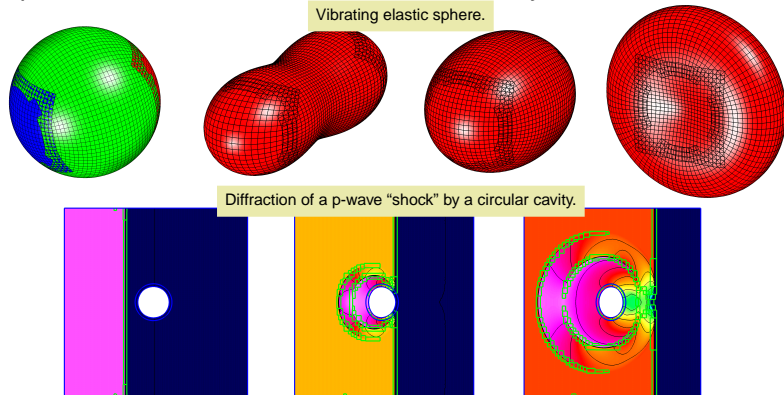 Vibrating elastic sphere.
Diffraction of a p-wave “shock” by a circular cavity.